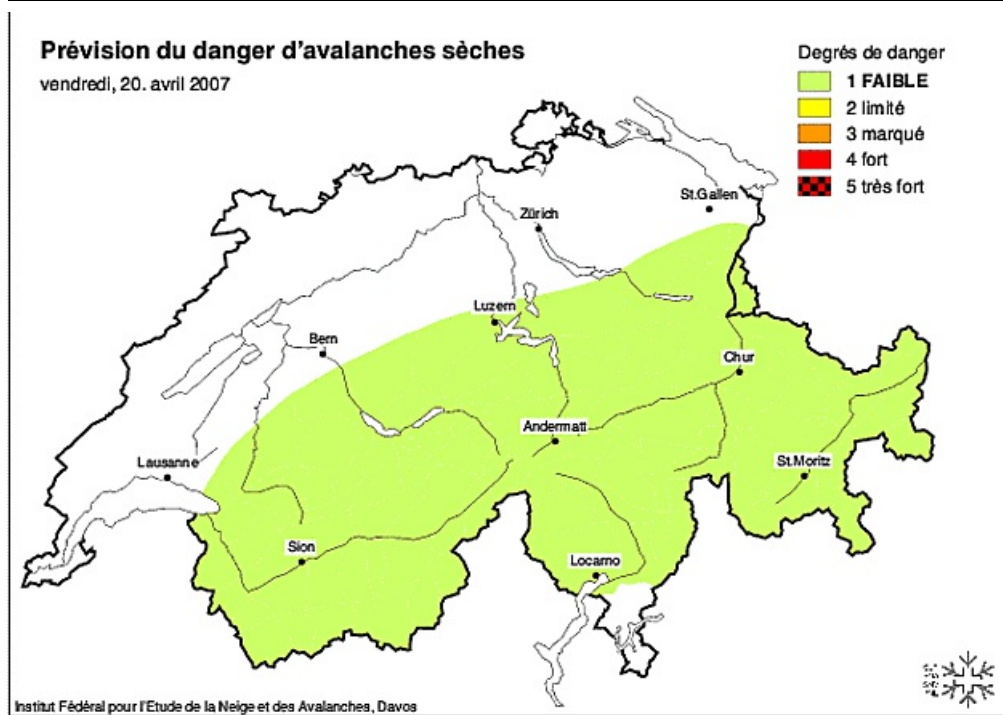 Prévision du danger d'avalanches sèches
vendredi, 20. avril 2007
Degrés de danger
1 FAIBLE
2 limité
3 marqué
4 fort
5 très fort
St.Gallen
Zürich
Luzern
Bern
Chur
Andermatt
Lausanne
St.Moritz
Sion
Locarno
Institut Fédéral pour l'Etude de la Neige et des Avalanches, Davos